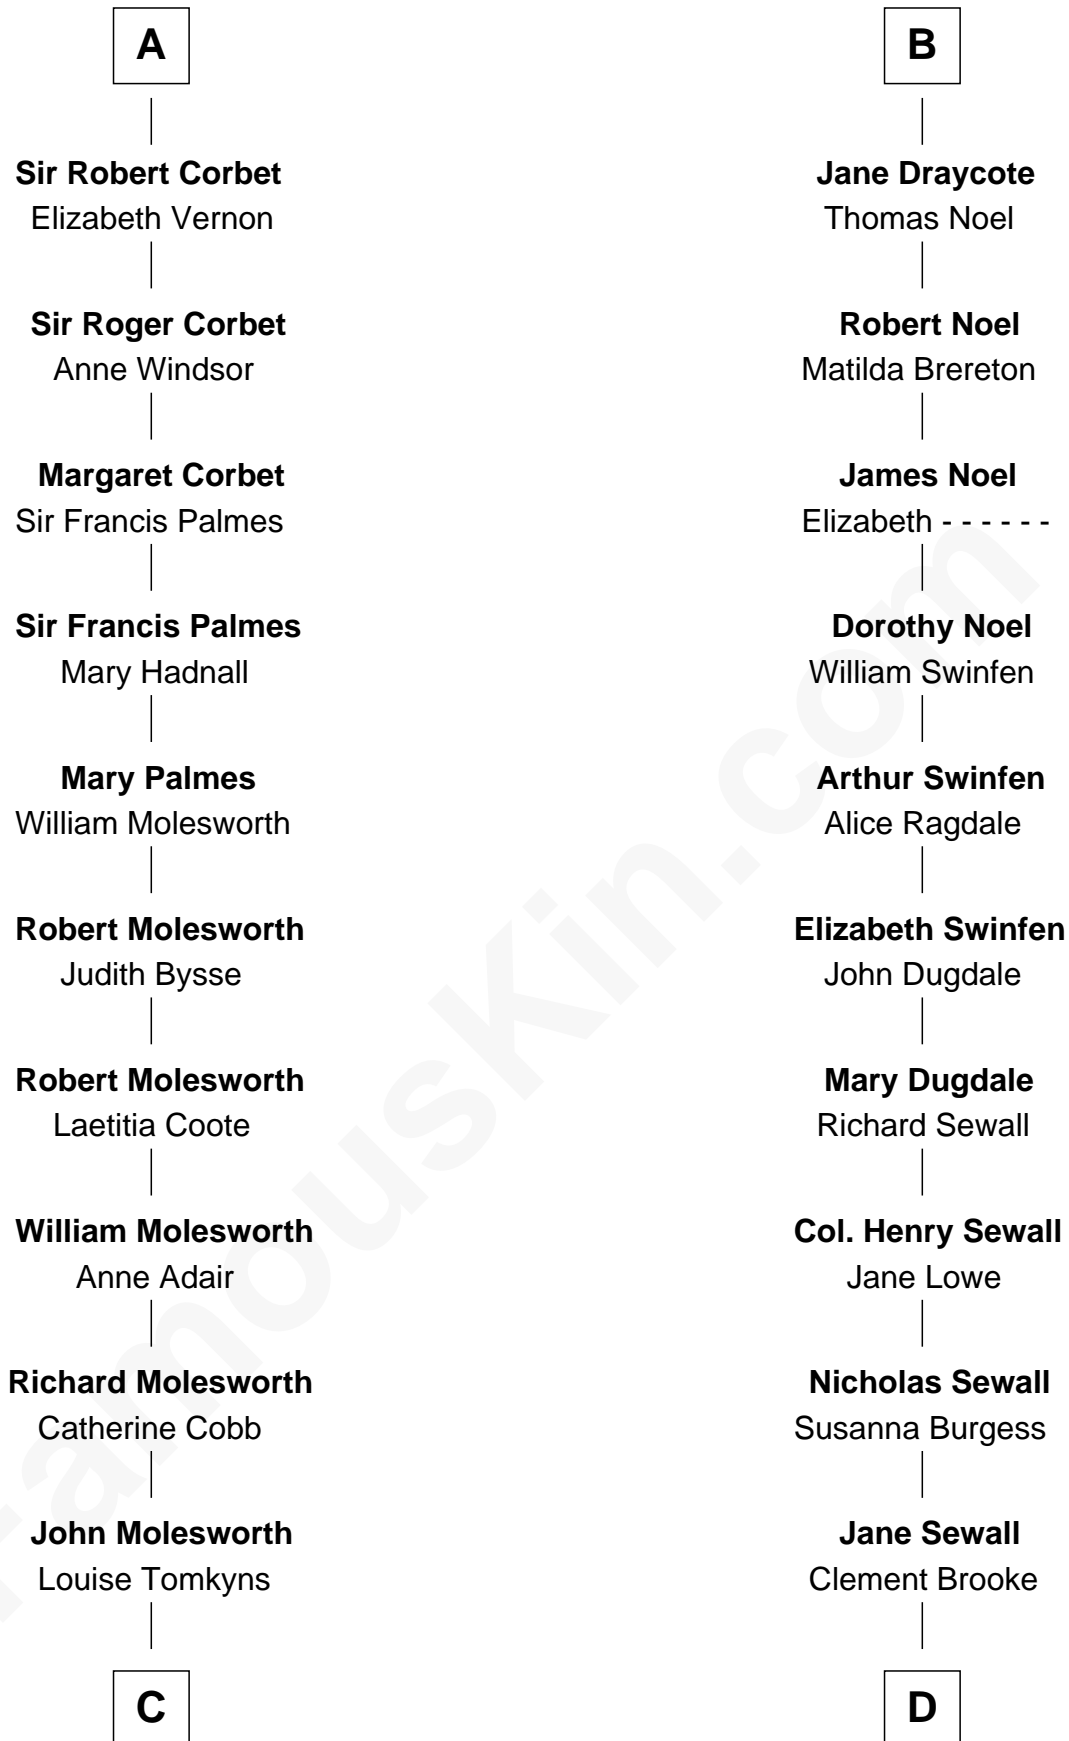 A
Sir Robert Corbet
Elizabeth Vernon
Sir Roger Corbet
Anne Windsor
Margaret Corbet
Sir Francis Palmes
Sir Francis Palmes
Mary Hadnall
Mary Palmes
William Molesworth
Robert Molesworth
Judith Bysse
Robert Molesworth
Laetitia Coote
William Molesworth
Anne Adair
Richard Molesworth
Catherine Cobb
John Molesworth
Louise Tomkyns
C
B
Jane Draycote
Thomas Noel
Robert Noel
Matilda Brereton
James Noel
Elizabeth - - - - - -
Dorothy Noel
William Swinfen
Arthur Swinfen
Alice Ragdale
Elizabeth Swinfen
John Dugdale
Mary Dugdale
Richard Sewall
Col. Henry Sewall
Jane Lowe
Nicholas Sewall
Susanna Burgess
Jane Sewall
Clement Brooke
D
FamousKin.com